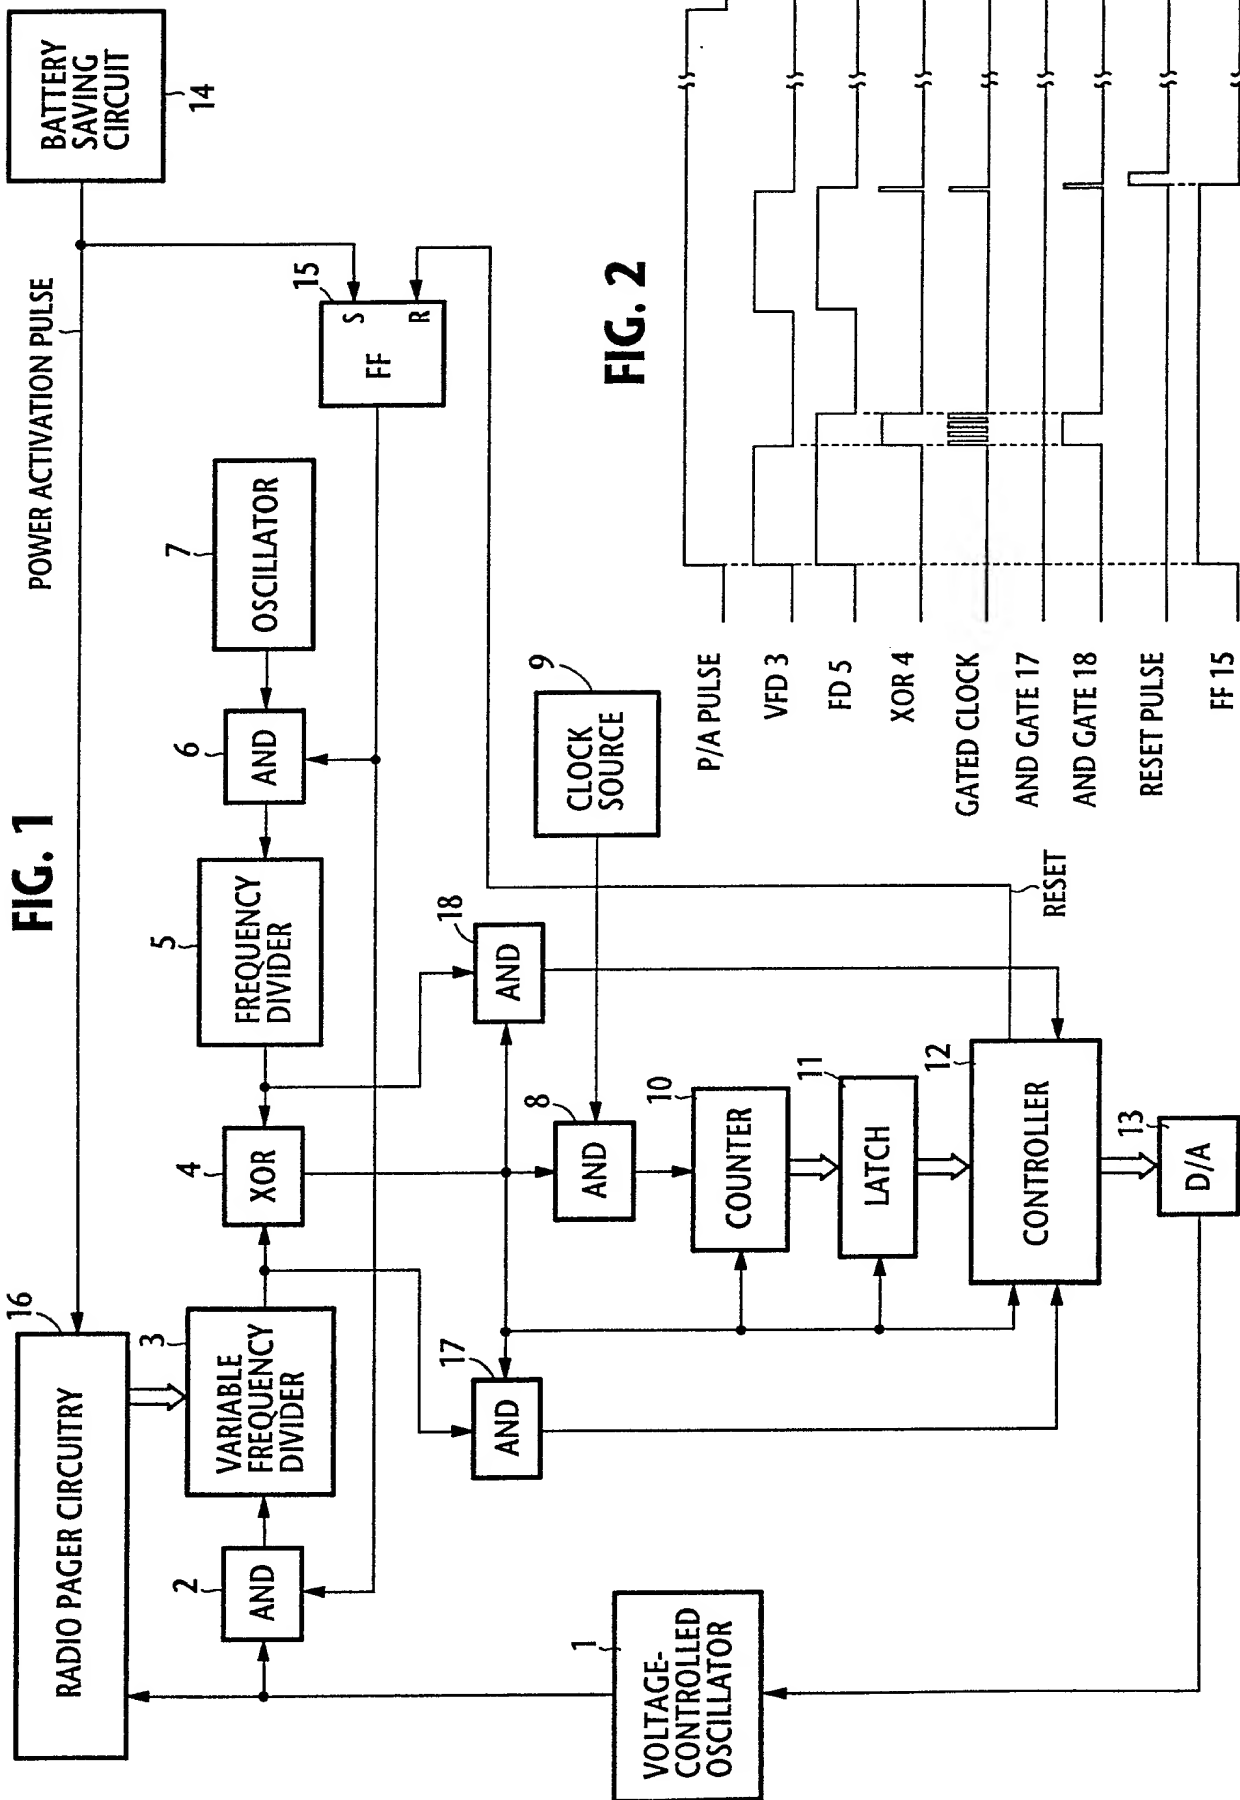 FIG. 1
RADIO PAGER CIRCUITRY
16
POWER ACTIVATION PULSE
BATTERY
SAVING
CIRCUIT
14
2
AND
3
VARIABLE
FREQUENCY
DIVIDER
4
XOR
5
FREQUENCY
DIVIDER
6
AND
7
OSCILLATOR
15
FF
S
R
17
AND
18
AND
8
AND
9
CLOCK
SOURCE
1
VOLTAGE-
CONTROLLED
OSCILLATOR
10
COUNTER
11
LATCH
12
CONTROLLER
RESET
13
D/A
FIG. 2
P/A PULSE
VFD 3
FD 5
XOR 4
GATED CLOCK
AND GATE 17
AND GATE 18
RESET PULSE
FF 15